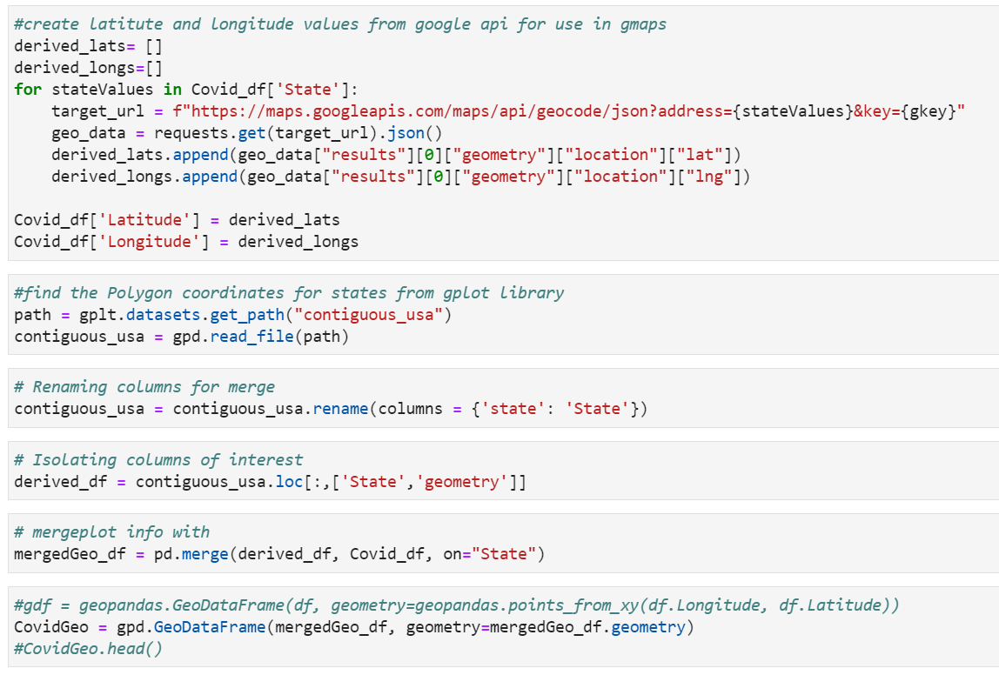 #create latitute and longitude values from google api for use in gmaps
derived_lats= []
derived_longs=[]
for stateValues in Covid_df['State']:
    target_url = f"https://maps.googleapis.com/maps/api/geocode/json?address={stateValues}&key={gkey}"
    geo_data = requests.get(target_url).json()
    derived_lats.append(geo_data["results"][0]["geometry"]["location"]["lat"])
    derived_longs.append(geo_data["results"][0]["geometry"]["location"]["lng"])
Covid_df['Latitude'] = derived_lats
Covid_df['Longitude'] = derived_longs
#find the Polygon coordinates for states from gplot library
path = gplt.datasets.get_path("contiguous_usa")
contiguous_usa = gpd.read_file(path)
# Renaming columns for merge
contiguous_usa = contiguous_usa.rename(columns = {'state': 'State'})
# Isolating columns of interest
derived_df = contiguous_usa.loc[:,['State','geometry']]
# mergeplot info with
mergedGeo_df = pd.merge(derived_df, Covid_df, on="State")
#gdf = geopandas.GeoDataFrame(df, geometry=geopandas.points_from_xy(df.Longitude, df.Latitude))
CovidGeo = gpd.GeoDataFrame(mergedGeo_df, geometry=mergedGeo_df.geometry)
#CovidGeo.head()